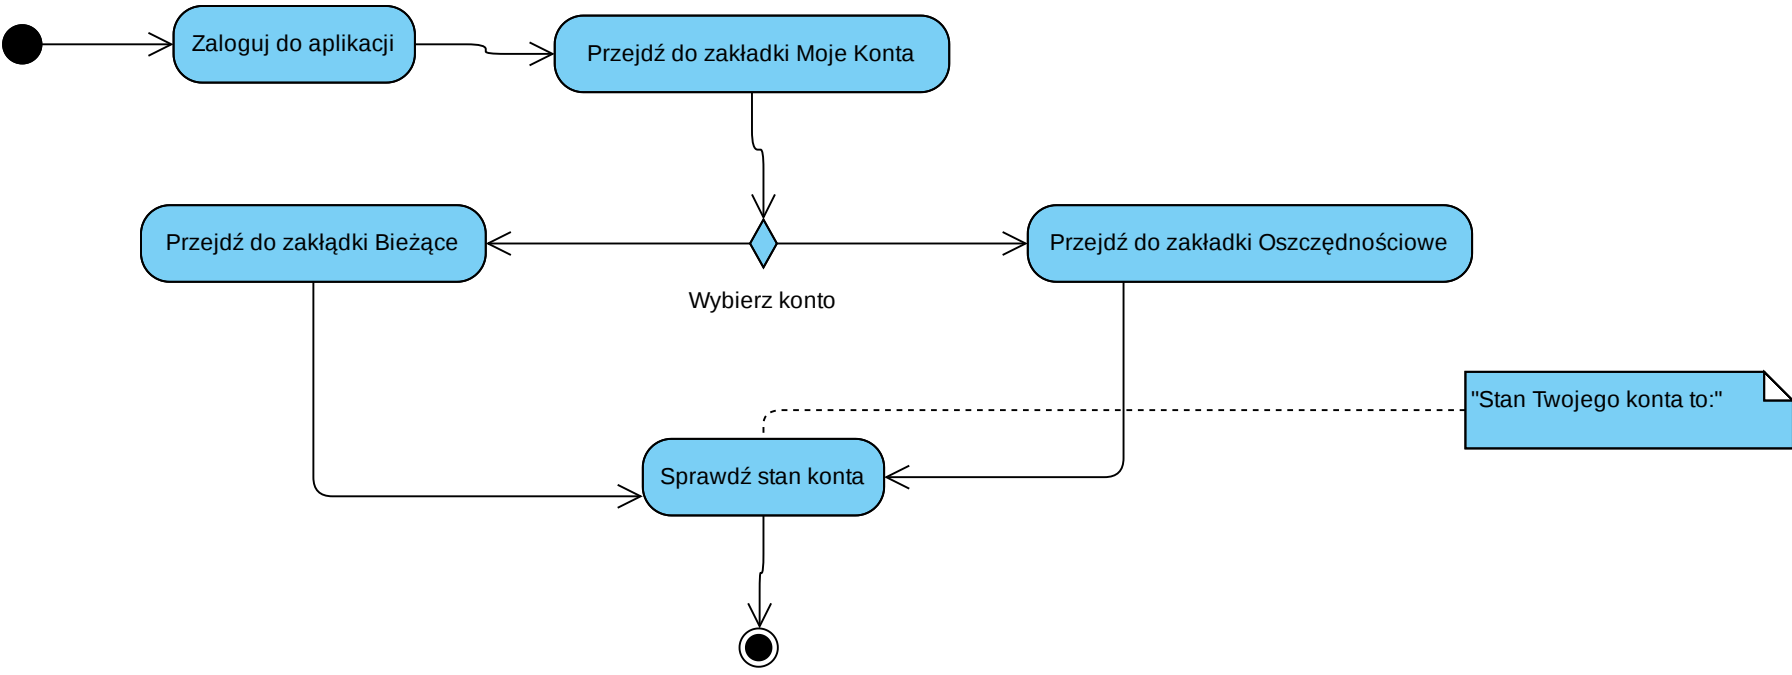 Zaloguj do aplikacji
Przejdź do zakładki Moje Konta
Przejdź do zakłądki Bieżące
Przejdź do zakładki Oszczędnościowe
Wybierz konto
"Stan Twojego konta to:"
Sprawdź stan konta